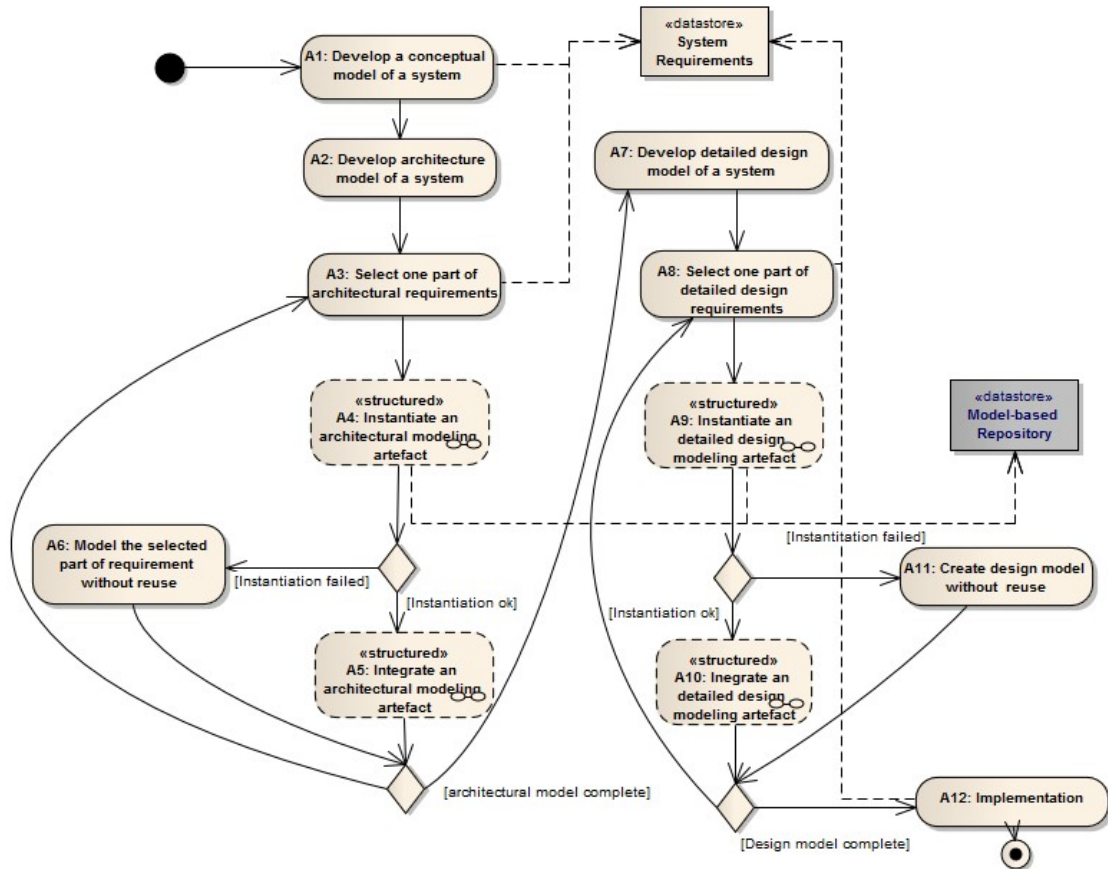 A1: Develop a conceptual
model of a system
«datastore»
System
Requirements
A2: Develop architecture
model of a system
A7: Develop detailed design
model of a system
A3: Select one part of
architectural requirements
A8: Select one part of
detailed design
requirements
«structured»
A4: Instantiate an
architectural modeling
artefact
«structured»
A9: Instantiate an
detailed design
modeling artefact
«datastore»
Model-based
Repository
A6: Model the selected
part of requirement
without reuse
[Instantiation failed]
[Instantiation ok]
[Instantitation failed]
A11: Create design model
without reuse
[Instantiation ok]
«structured»
A5: Integrate an
architectural modeling
artefact
«structured»
A10: Inegrate an
detailed design
modeling artefact
[architectural model complete]
A12: Implementation
[Design model complete]